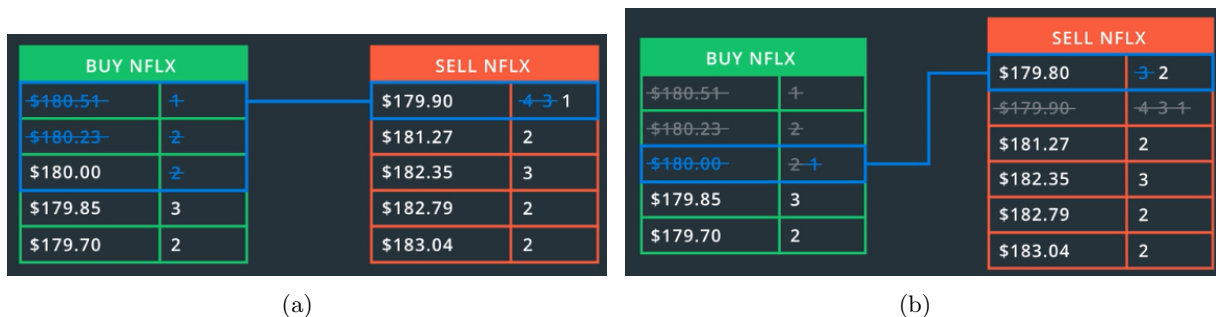 BUY NFLX
$180.51 1
$180.23 2
$180.00 2
$179.85 3
$179.70 2
SELL NFLX
$179.90 4 3 1
$181.27 2
$182.35 3
$182.79 2
$183.04 2
(a)
BUY NFLX
$180.51 1
$180.23 2
$180.00 2 1
$179.85 3
$179.70 2
SELL NFLX
$179.80 3 2
$179.90 4 3 1
$181.27 2
$182.35 3
$182.79 2
$183.04 2
(b)